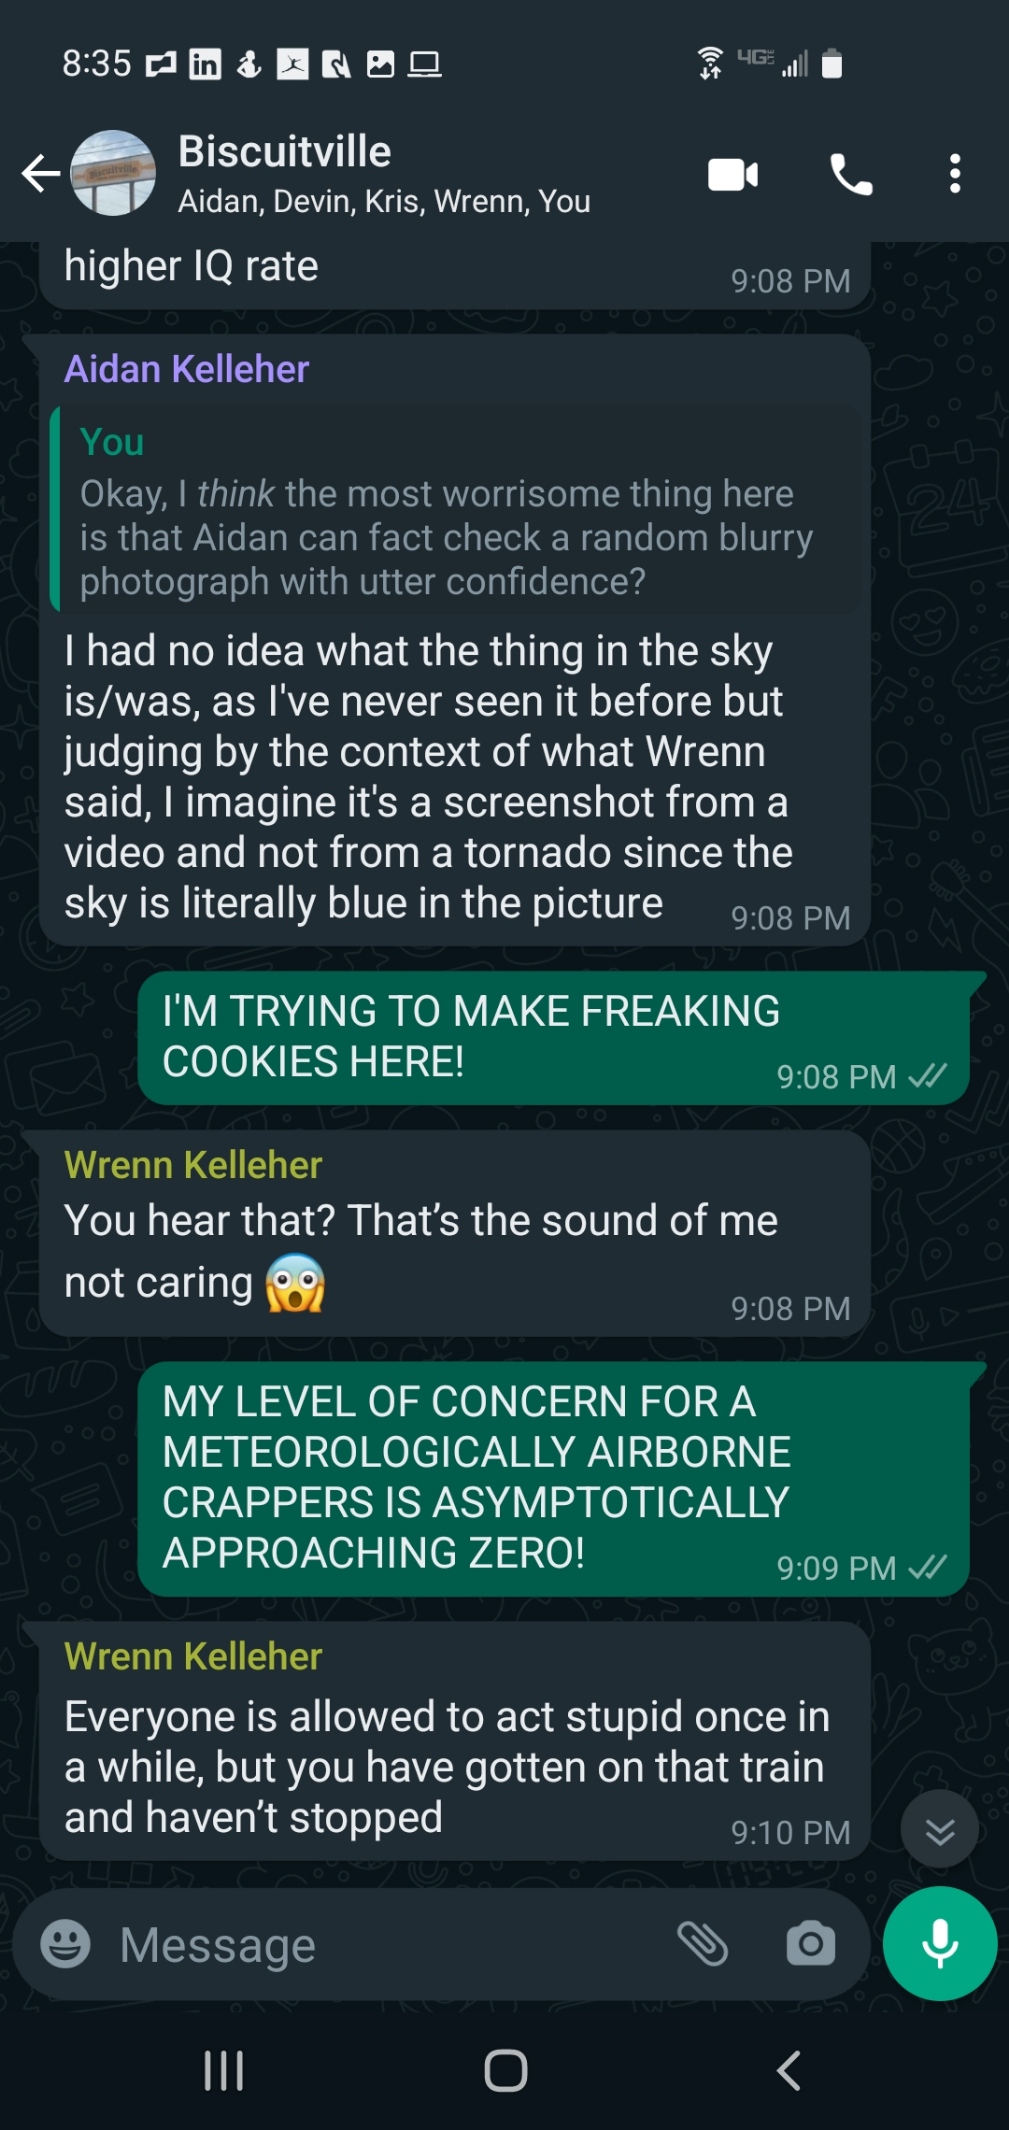 8:35
4G
Biscuitville
Aidan, Devin, Kris, Wrenn, You
higher IQ rate
9:08 PM
Aidan Kelleher
You
Okay, I think the most worrisome thing here
is that Aidan can fact check a random blurry
photograph with utter confidence?
I had no idea what the thing in the sky
is/was, as I've never seen it before but
judging by the context of what Wrenn
said, I imagine it's a screenshot from a
video and not from a tornado since the
sky is literally blue in the picture
9:08 PM
I'M TRYING TO MAKE FREAKING
COOKIES HERE!
9:08 PM
Wrenn Kelleher
You hear that? That's the sound of me
not caring 😱
9:08 PM
MY LEVEL OF CONCERN FOR A
METEOROLOGICALLY AIRBORNE
CRAPPERS IS ASYMPTOTICALLY
APPROACHING ZERO!
9:09 PM
Wrenn Kelleher
Everyone is allowed to act stupid once in
a while, but you have gotten on that train
and haven't stopped
9:10 PM
Message